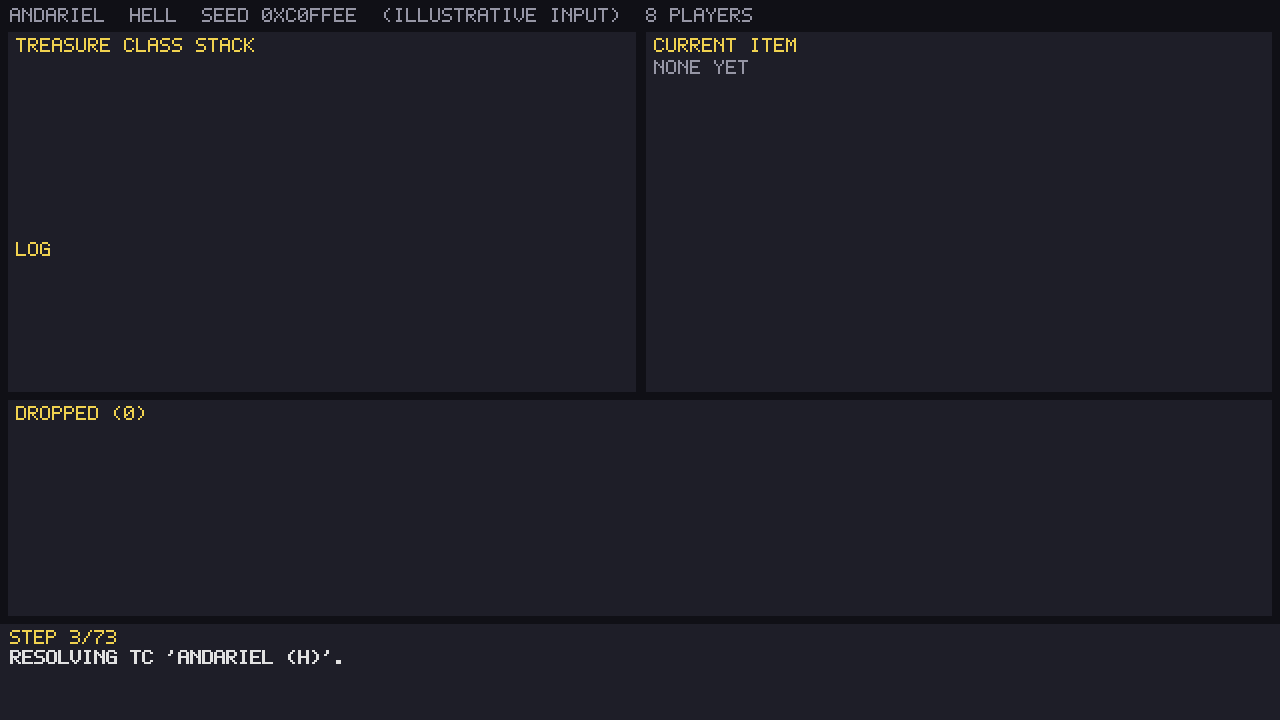 ANDARIEL  HELL  SEED 0XC0FFEE  (ILLUSTRATIVE INPUT)  8 PLAYERS
TREASURE CLASS STACK
LOG
CURRENT ITEM
NONE YET
DROPPED (0)
STEP 3/73
RESOLVING TC 'ANDARIEL (H)'.